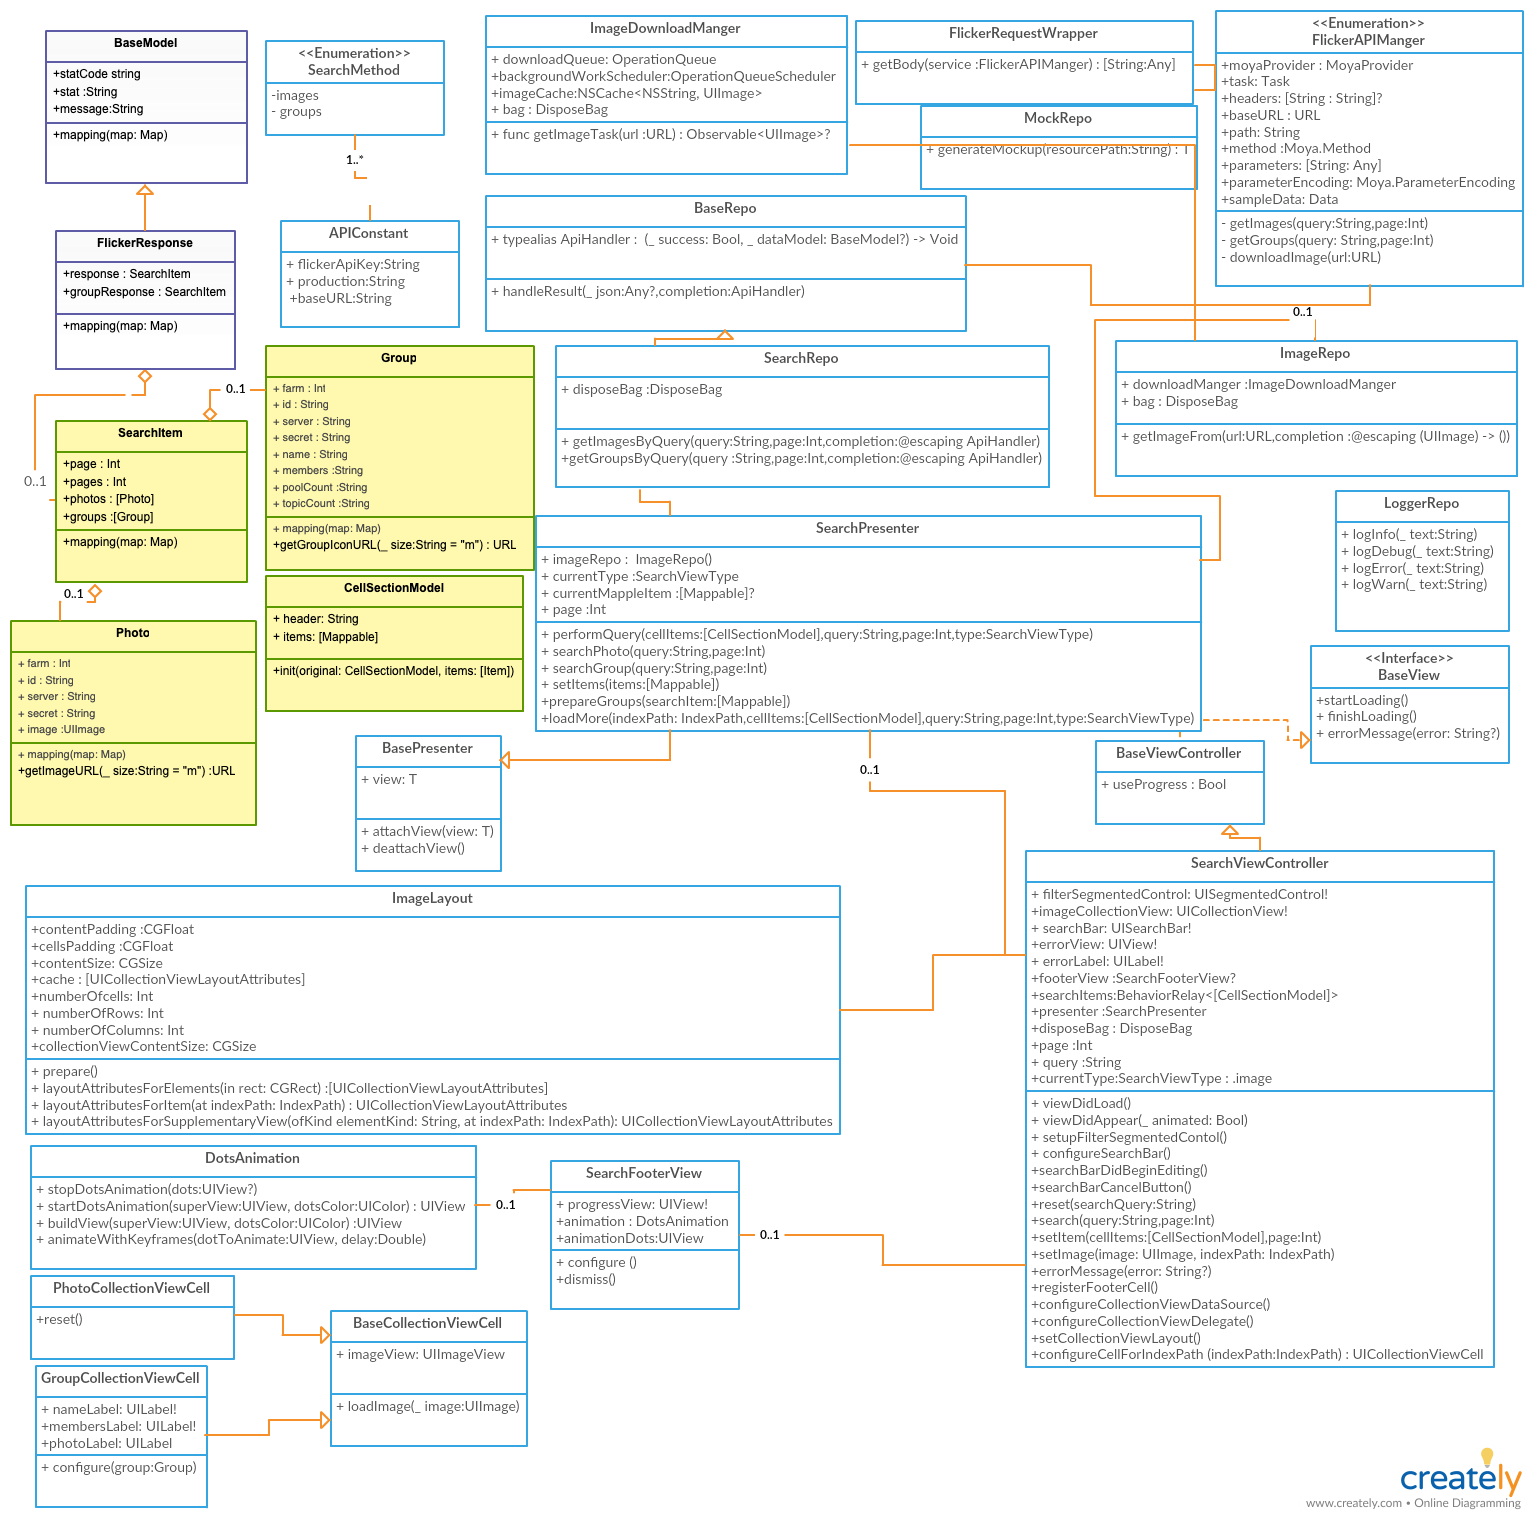 BaseModel
+statCode string
+stat :String
+message:String
+mapping(map: Map)
<<Enumeration>>
SearchMethod
-images
- groups
1..*
ImageDownloadManger
+ downloadQueue: OperationQueue
+backgroundWorkScheduler:OperationQueueScheduler
+imageCache:NSCache<NSString, UIImage>
+ bag : DisposeBag
+ func getImageTask(url :URL) : Observable<UIImage>?
FlickerRequestWrapper
+ getBody(service :FlickerAPIManger) : [String:Any]
MockRepo
+ generateMockup(resourcePath:String) : T
<<Enumeration>>
FlickerAPIManger
+moyaProvider : MoyaProvider
+task: Task
+headers: [String : String]?
+baseURL : URL
+path: String
+method :Moya.Method
+parameters: [String: Any]
+parameterEncoding: Moya.ParameterEncoding
+sampleData: Data
- getImages(query:String,page:Int)
- getGroups(query: String,page:Int)
- downloadImage(url:URL)
FlickerResponse
+response : SearchItem
+groupResponse : SearchItem
+mapping(map: Map)
APIConstant
+ flickerApiKey:String
+ production:String
+baseURL:String
BaseRepo
+ typealias ApiHandler :  (_ success: Bool, _ dataModel: BaseModel?) -> Void
+ handleResult(_ json:Any?,completion:ApiHandler)
0..1
ImageRepo
+ downloadManger :ImageDownloadManger
+ bag : DisposeBag
+ getImageFrom(url:URL,completion :@escaping (UIImage) -> ())
SearchRepo
+ disposeBag :DisposeBag
+ getImagesByQuery(query:String,page:Int,completion:@escaping ApiHandler)
+getGroupsByQuery(query :String,page:Int,completion:@escaping ApiHandler)
0..1
Group
+ farm : Int
+ id : String
+ server : String
+ secret : String
+ name : String
+ members :String
+ poolCount :String
+ topicCount :String
+ mapping(map: Map)
+getGroupIconURL(_ size:String = "m") : URL
SearchItem
+page : Int
+pages : Int
+photos : [Photo]
+groups :[Group]
+mapping(map: Map)
0..1
0..1
Photo
+ farm : Int
+ id : String
+ server : String
+ secret : String
+ image :UIImage
+ mapping(map: Map)
+getImageURL(_ size:String = "m") :URL
CellSectionModel
+ header: String
+ items: [Mappable]
+init(original: CellSectionModel, items: [Item])
SearchPresenter
+ imageRepo :  ImageRepo()
+ currentType :SearchViewType
+ currentMappleItem :[Mappable]?
+ page :Int
+ performQuery(cellItems:[CellSectionModel],query:String,page:Int,type:SearchViewType)
+ searchPhoto(query:String,page:Int)
+ searchGroup(query:String,page:Int)
+ setItems(items:[Mappable])
+prepareGroups(searchItem:[Mappable])
+loadMore(indexPath: IndexPath,cellItems:[CellSectionModel],query:String,page:Int,type:SearchViewType)
LoggerRepo
+ logInfo(_ text:String)
+ logDebug(_ text:String)
+ logError(_ text:String)
+ logWarn(_ text:String)
<<Interface>>
BaseView
+startLoading()
+ finishLoading()
+ errorMessage(error: String?)
BasePresenter
+ view: T
+ attachView(view: T)
+ deattachView()
0..1
BaseViewController
+ useProgress : Bool
SearchViewController
+ filterSegmentedControl: UISegmentedControl!
+imageCollectionView: UICollectionView!
+ searchBar: UISearchBar!
+errorView: UIView!
+ errorLabel: UILabel!
+footerView :SearchFooterView?
+searchItems:BehaviorRelay<[CellSectionModel]>
+presenter :SearchPresenter
+disposeBag : DisposeBag
+page :Int
+ query :String
+currentType:SearchViewType : .image
+ viewDidLoad()
+ viewDidAppear(_ animated: Bool)
+ setupFilterSegmentedContol()
+ configureSearchBar()
+searchBarDidBeginEditing()
+searchBarCancelButton()
+reset(searchQuery:String)
+search(query:String,page:Int)
+setItem(cellItems:[CellSectionModel],page:Int)
+setImage(image: UIImage, indexPath: IndexPath)
+errorMessage(error: String?)
+registerFooterCell()
+configureCollectionViewDataSource()
+configureCollectionViewDelegate()
+setCollectionViewLayout()
+configureCellForIndexPath (indexPath:IndexPath) : UICollectionViewCell
ImageLayout
+contentPadding :CGFloat
+cellsPadding :CGFloat
+contentSize: CGSize
+cache : [UICollectionViewLayoutAttributes]
+numberOfcells: Int
+ numberOfRows: Int
+ numberOfColumns: Int
+collectionViewContentSize: CGSize
+ prepare()
+ layoutAttributesForElements(in rect: CGRect) :[UICollectionViewLayoutAttributes]
+ layoutAttributesForItem(at indexPath: IndexPath) : UICollectionViewLayoutAttributes
+ layoutAttributesForSupplementaryView(ofKind elementKind: String, at indexPath: IndexPath): UICollectionViewLayoutAttributes
DotsAnimation
+ stopDotsAnimation(dots:UIView?)
+ startDotsAnimation(superView:UIView, dotsColor:UIColor) : UIView
+ buildView(superView:UIView, dotsColor:UIColor) :UIView
+ animateWithKeyframes(dotToAnimate:UIView, delay:Double)
0..1
SearchFooterView
+ progressView: UIView!
+animation : DotsAnimation
+animationDots:UIView
+ configure ()
+dismiss()
0..1
PhotoCollectionViewCell
+reset()
BaseCollectionViewCell
+ imageView: UIImageView
+ loadImage(_ image:UIImage)
GroupCollectionViewCell
+ nameLabel: UILabel!
+membersLabel: UILabel!
+photoLabel: UILabel
+ configure(group:Group)
creately
www.creately.com • Online Diagramming